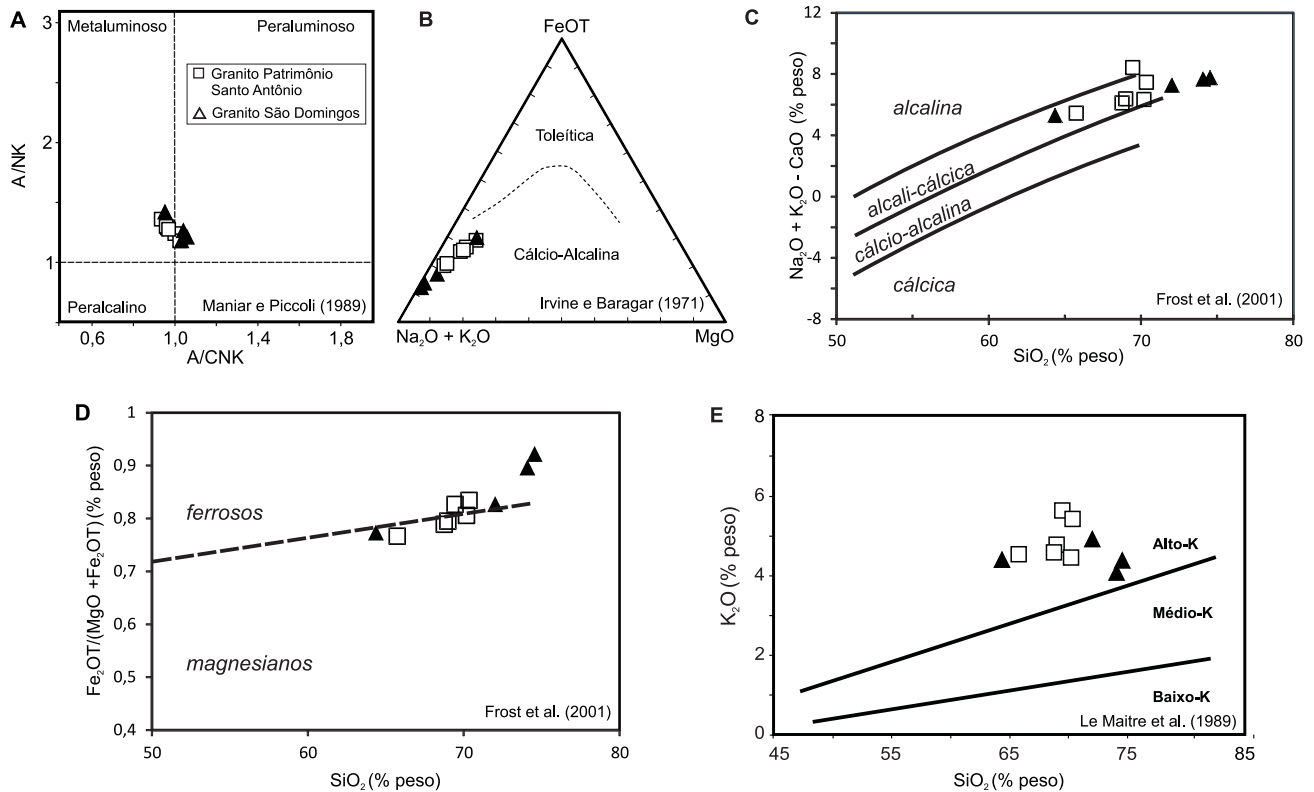 A
Metaluminoso
Peraluminoso
Granito Patrimônio
Santo Antônio
Granito São Domingos
3
2
1
A/NK
Peralcalino
Maniar e Piccoli (1989)
0,6
1,0
1,4
1,8
A/CNK
B
FeOT
Toleítica
Cálcio-Alcalina
Irvine e Baragar (1971)
Na₂O + K₂O
MgO
C
12
8
4
0
-4
-8
Na₂O + K₂O - CaO (% peso)
alcalina
alcali-cálcica
cálcio-alcalina
cálcica
Frost et al. (2001)
50
60
70
80
SiO₂ (% peso)
D
1
0,9
0,8
0,7
0,6
0,5
0,4
Fe₂OT/(MgO +Fe₂OT) (% peso)
ferrosos
magnesianos
Frost et al. (2001)
50
60
70
80
SiO₂ (% peso)
E
8
6
4
2
0
K₂O (% peso)
Alto-K
Médio-K
Baixo-K
Le Maitre et al. (1989)
45
55
65
75
85
SiO₂ (% peso)